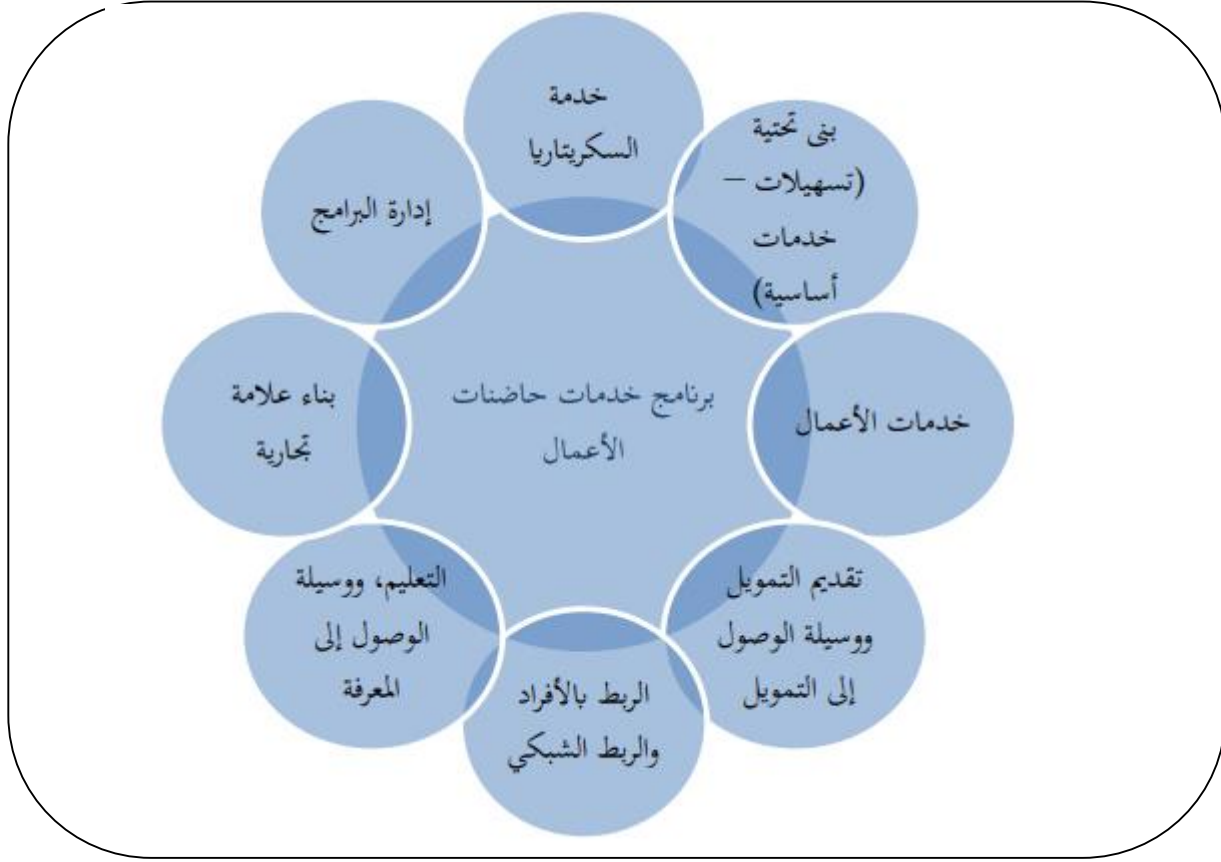 خدمة
السكريتاريا
بنى تحتية
(تسهيلات –
خدمات
أساسية)
خدمات الأعمال
تقديم التمويل
ووسيلة الوصول
إلى التمويل
الربط بالأفراد
والربط الشبكي
التعليم، ووسيلة
الوصول إلى
المعرفة
بناء علامة
تجارية
إدارة البرامج
برنامج خدمات حاضنات
الأعمال